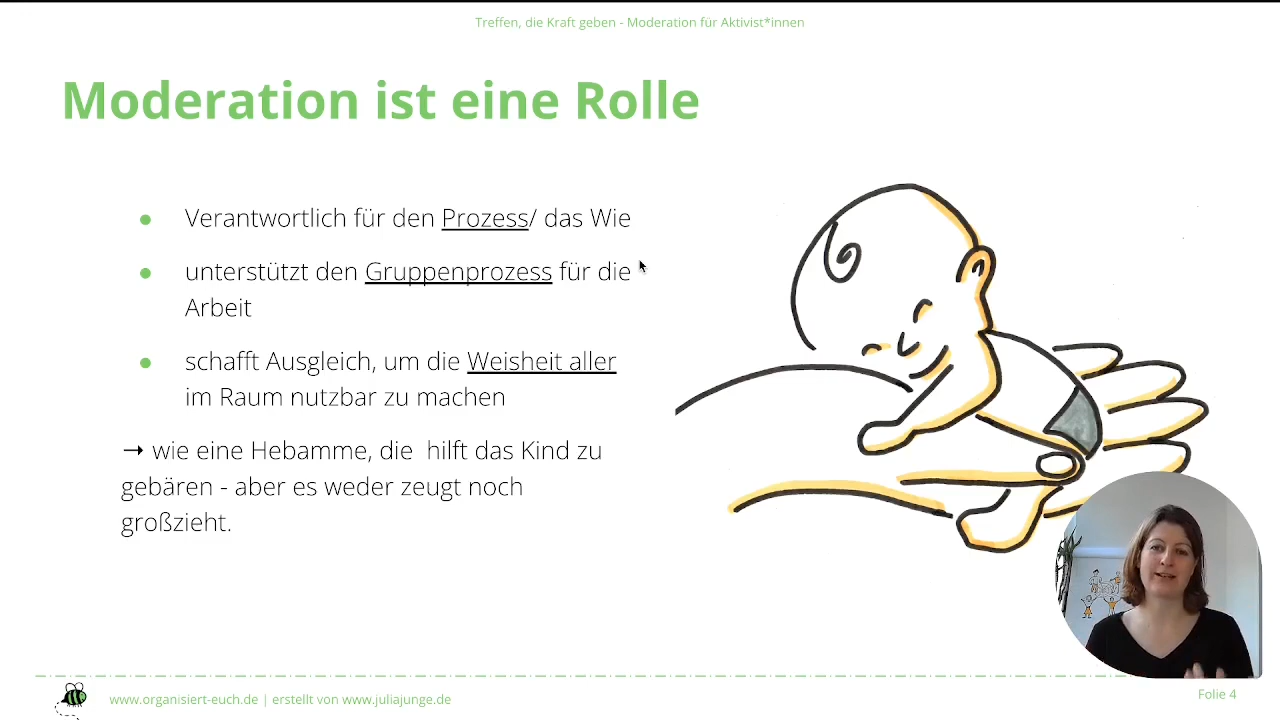 Treffen, die Kraft geben - Moderation für Aktivist*innen
Moderation ist eine Rolle
● Verantwortlich für den Prozess/ das Wie
● unterstützt den Gruppenprozess für die
Arbeit
● schafft Ausgleich, um die Weisheit aller
im Raum nutzbar zu machen
→ wie eine Hebamme, die hilft das Kind zu
gebären - aber es weder zeugt noch
großzieht.
www.organisiert-euch.de | erstellt von www.juliajunge.de
Folie 4